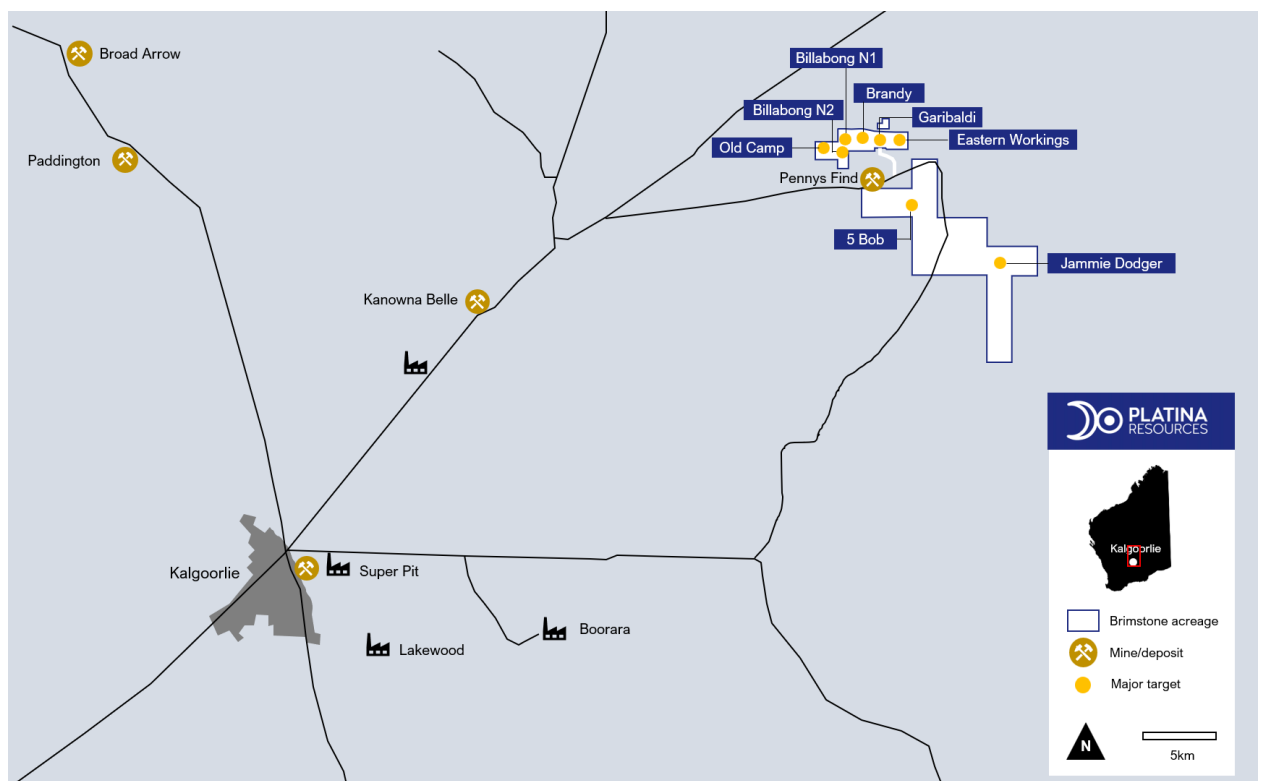 Broad Arrow
Paddington
Billabong N1
Brandy
Billabong N2
Garibaldi
Old Camp
Eastern Workings
Pennys Find
5 Bob
Jammie Dodger
Kanowna Belle
Kalgoorlie
Super Pit
Lakewood
Boorara
PLATINA
RESOURCES
Kalgoorlie
Brimstone acreage
Mine/deposit
Major target
N
5km